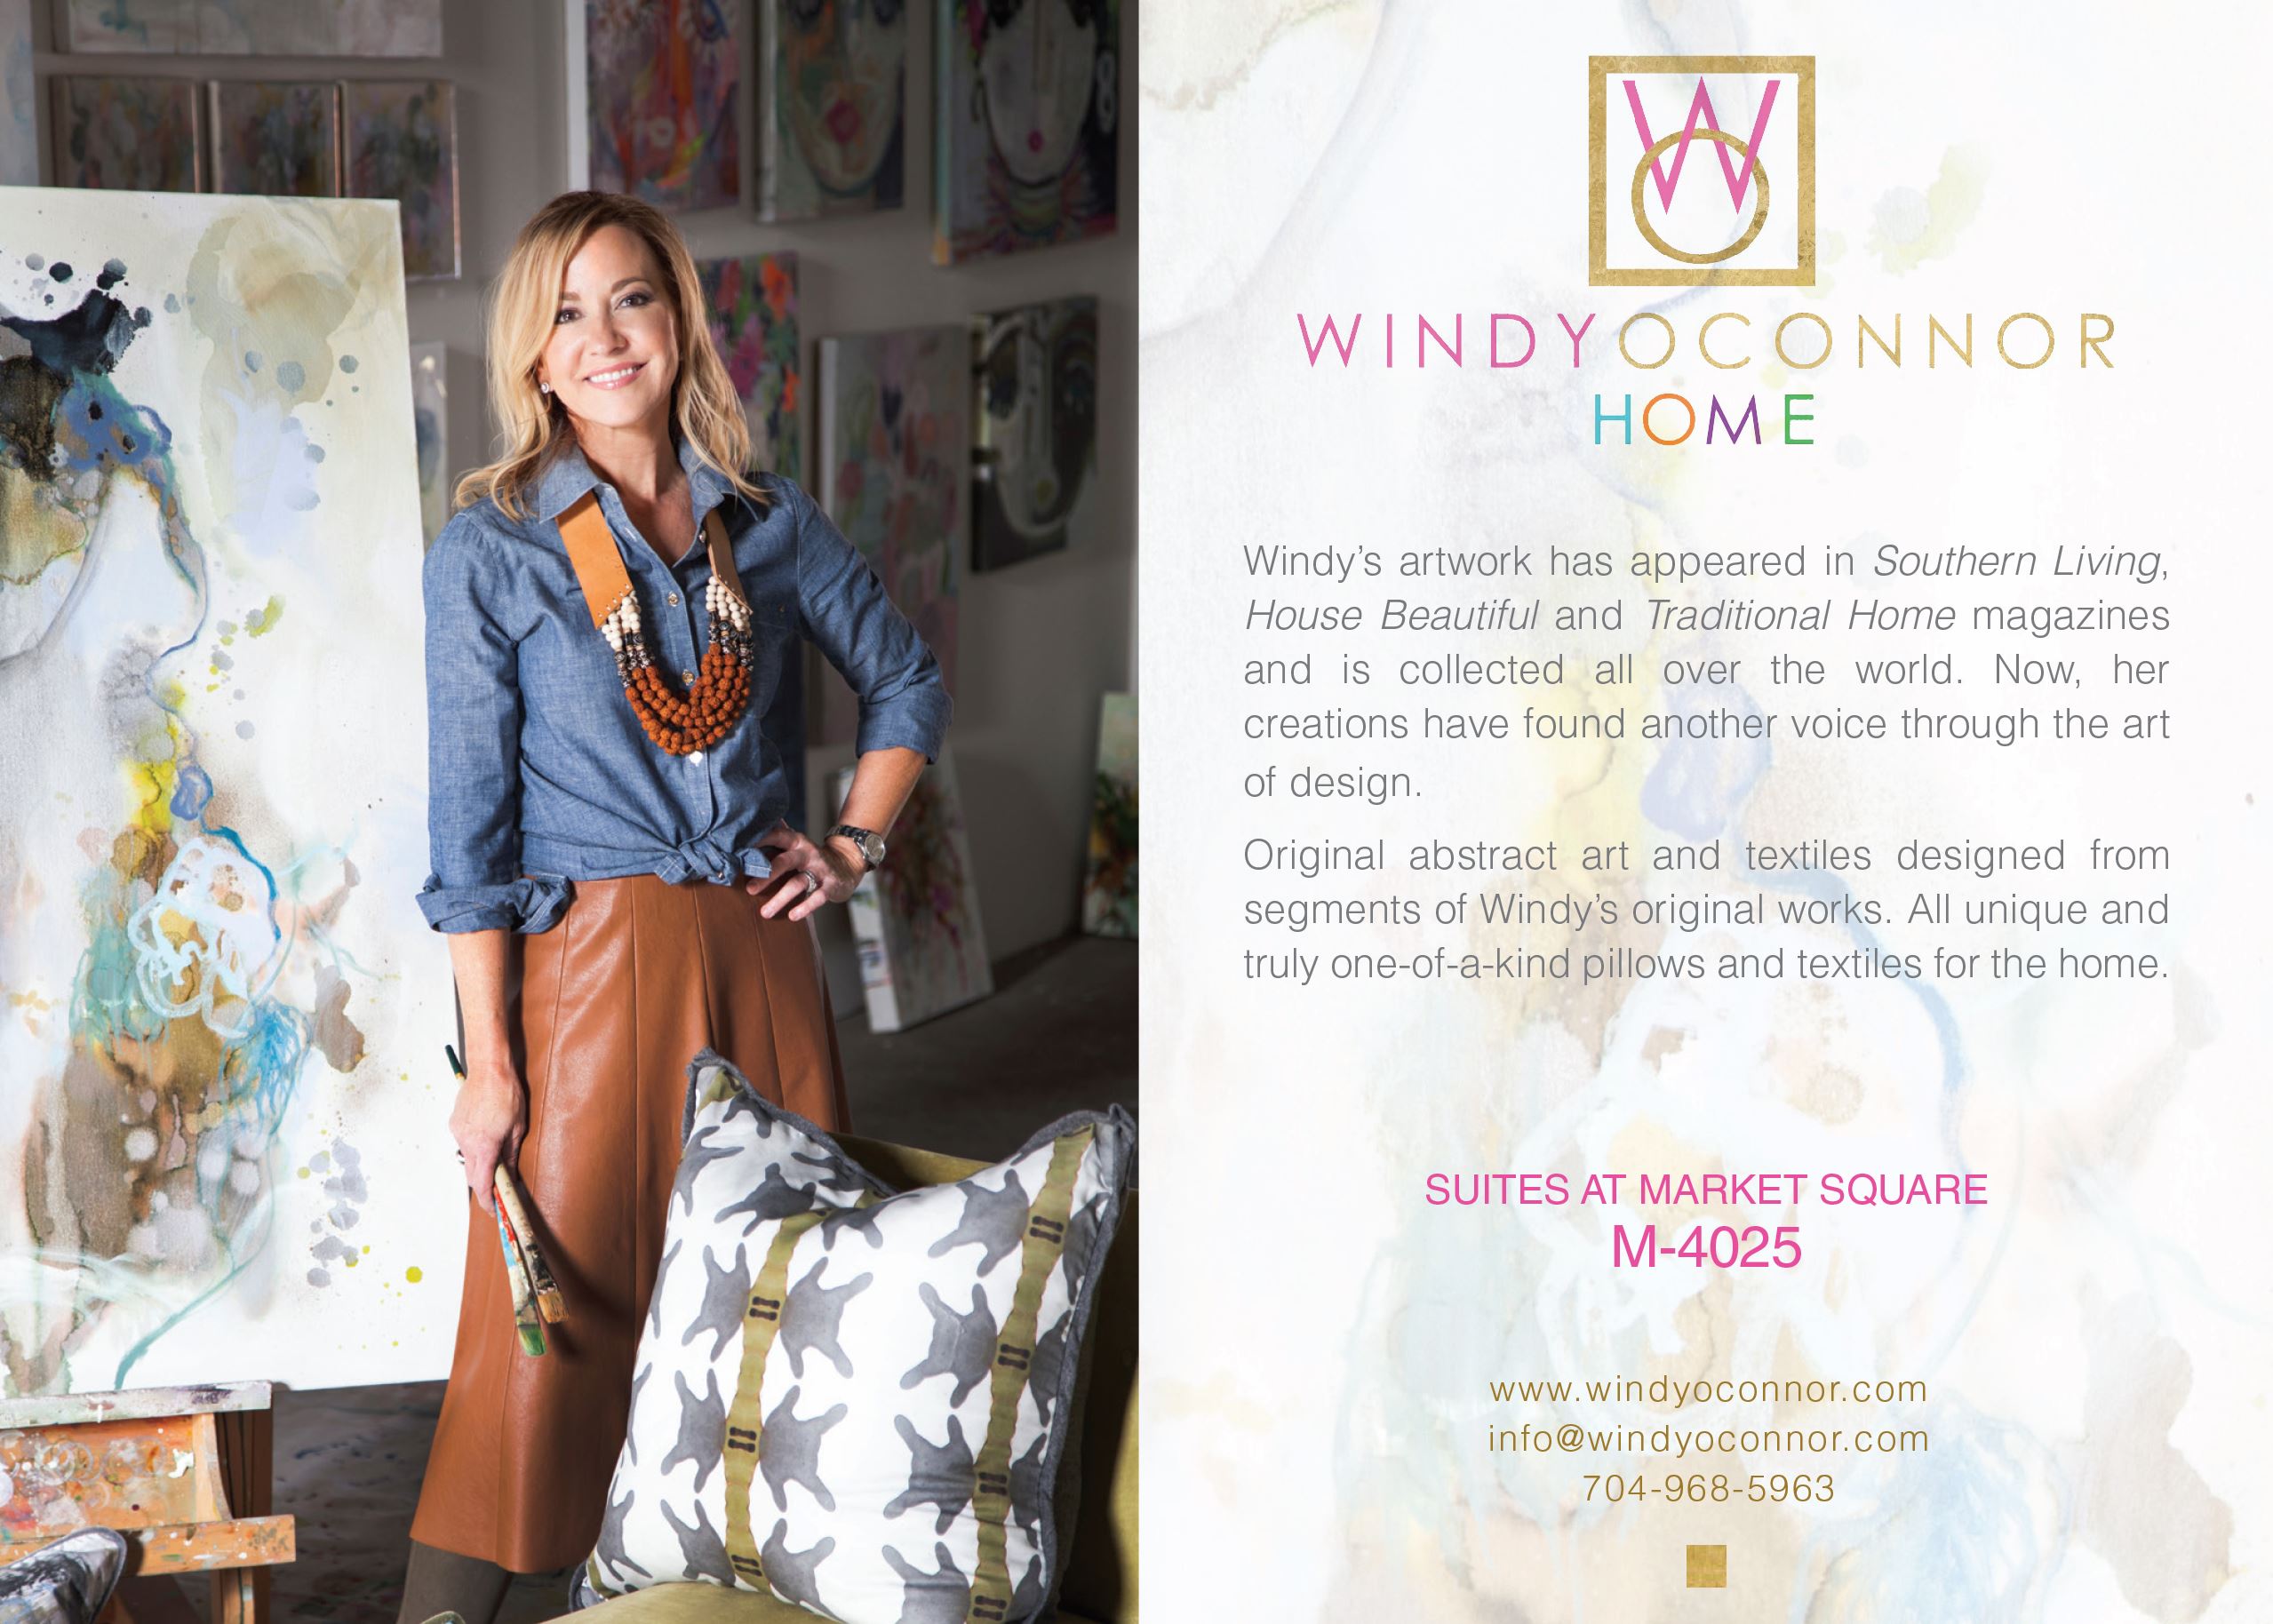 WO
WINDYOCONNOR
HOME
Windy's artwork has appeared in Southern Living,
House Beautiful and Traditional Home magazines
and is collected all over the world. Now, her
creations have found another voice through the art
of design.
Original abstract art and textiles designed from
segments of Windy's original works. All unique and
truly one-of-a-kind pillows and textiles for the home.
SUITES AT MARKET SQUARE
M-4025
www.windyoconnor.com
info@windyoconnor.com
704-968-5963